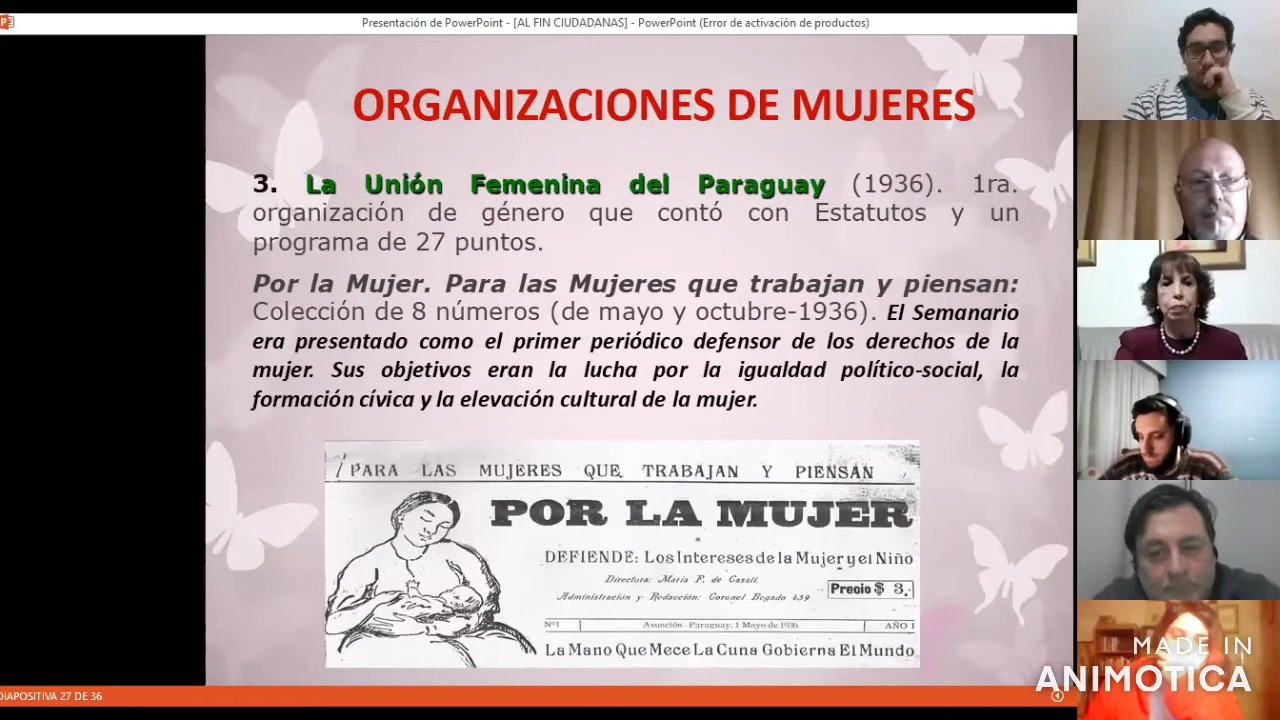 Presentación de PowerPoint - [AL FIN CIUDADANAS] - PowerPoint (Error de activación de productos)
ORGANIZACIONES DE MUJERES
3. La Unión Femenina del Paraguay (1936). 1ra.
organización de género que contó con Estatutos y un
programa de 27 puntos.
Por la Mujer. Para las Mujeres que trabajan y piensan:
Colección de 8 números (de mayo y octubre-1936). El Semanario
era presentado como el primer periódico defensor de los derechos de la
mujer. Sus objetivos eran la lucha por la igualdad político-social, la
formación cívica y la elevación cultural de la mujer.
PARA LAS MUJERES QUE TRABAJAN Y PIENSAN
POR LA MUJER
DEFIENDE: Los Intereses de la Mujer y el Niño
Directora: María F. de Casati.
Administración y Redacción: Coronel Bogado 459
Precio $ 3.
Nº1 Asunción - Paraguay, 1 Mayo de 1936 AÑO 1
La Mano Que Mece La Cuna Gobierna El Mundo
DIAPOSITIVA 27 DE 36
MADE IN
ANIMOTICA